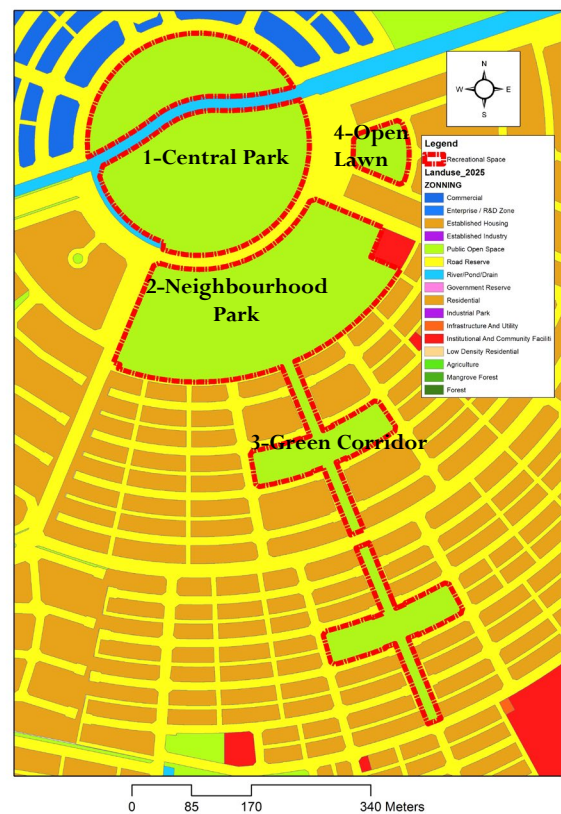 N
W E
S
4-Open
Lawn
1-Central Park
2-Neighbourhood
Park
3-Green Corridor
Legend
Recreational Space
Landuse_2025
ZONNING
Commercial
Enterprise / R&D Zone
Established Housing
Established Industry
Public Open Space
Road Reserve
River/Pond/Drain
Government Reserve
Residential
Industrial Park
Infrastructure And Utility
Institutional And Community Faciliti
Low Density Residential
Agriculture
Mangrove Forest
Forest
0 85 170 340 Meters